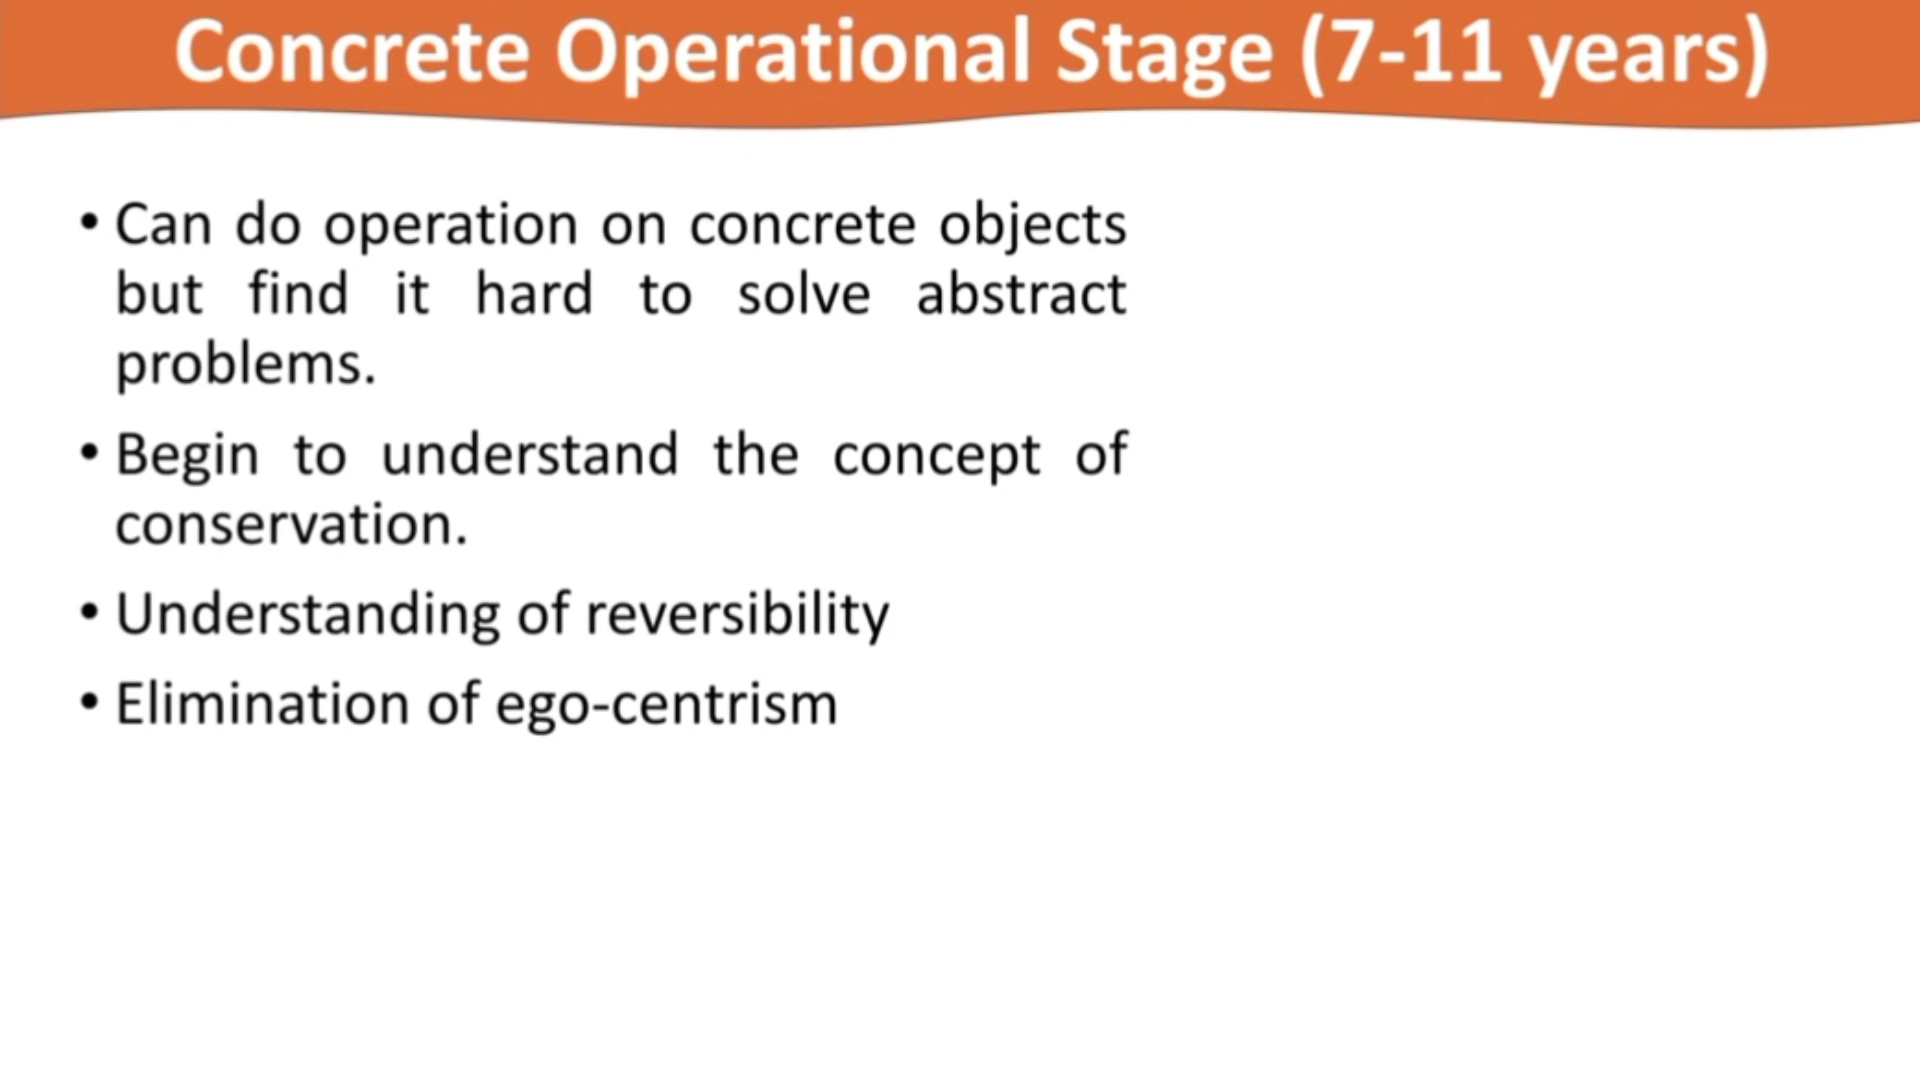 Concrete Operational Stage (7-11 years)
• Can do operation on concrete objects
but find it hard to solve abstract
problems.
• Begin to understand the concept of
conservation.
• Understanding of reversibility
• Elimination of ego-centrism